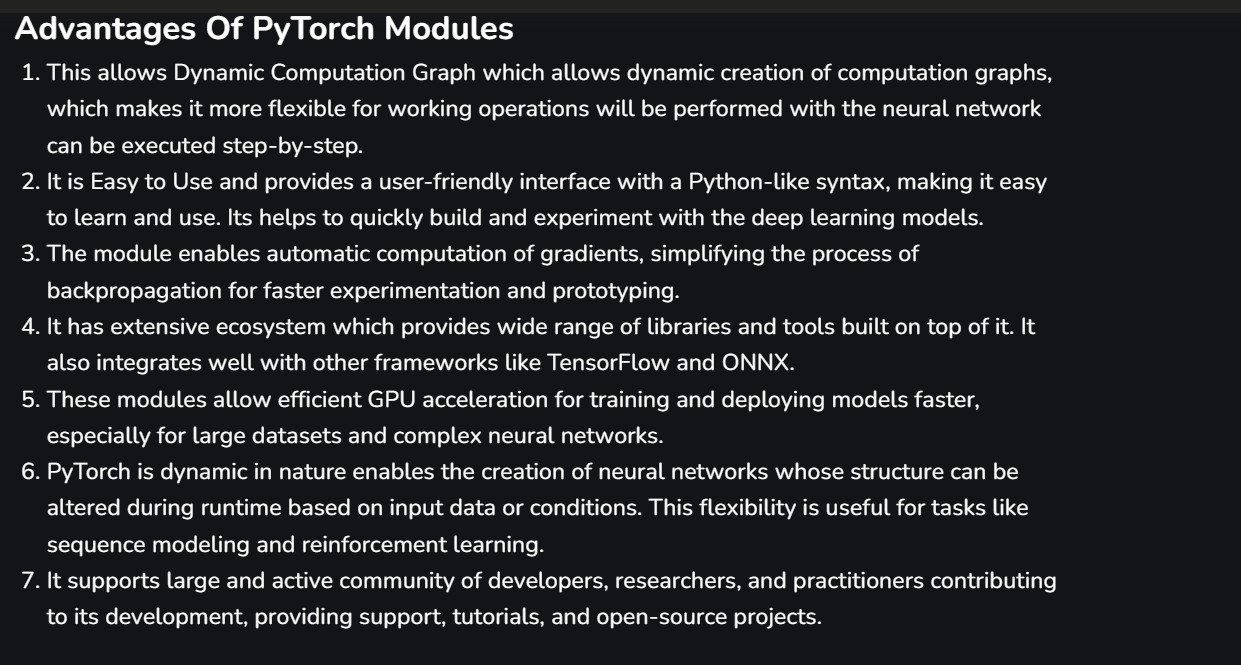 Advantages Of PyTorch Modules
1. This allows Dynamic Computation Graph which allows dynamic creation of computation graphs,
which makes it more flexible for working operations will be performed with the neural network
can be executed step-by-step.
2. It is Easy to Use and provides a user-friendly interface with a Python-like syntax, making it easy
to learn and use. Its helps to quickly build and experiment with the deep learning models.
3. The module enables automatic computation of gradients, simplifying the process of
backpropagation for faster experimentation and prototyping.
4. It has extensive ecosystem which provides wide range of libraries and tools built on top of it. It
also integrates well with other frameworks like TensorFlow and ONNX.
5. These modules allow efficient GPU acceleration for training and deploying models faster,
especially for large datasets and complex neural networks.
6. PyTorch is dynamic in nature enables the creation of neural networks whose structure can be
altered during runtime based on input data or conditions. This flexibility is useful for tasks like
sequence modeling and reinforcement learning.
7. It supports large and active community of developers, researchers, and practitioners contributing
to its development, providing support, tutorials, and open-source projects.